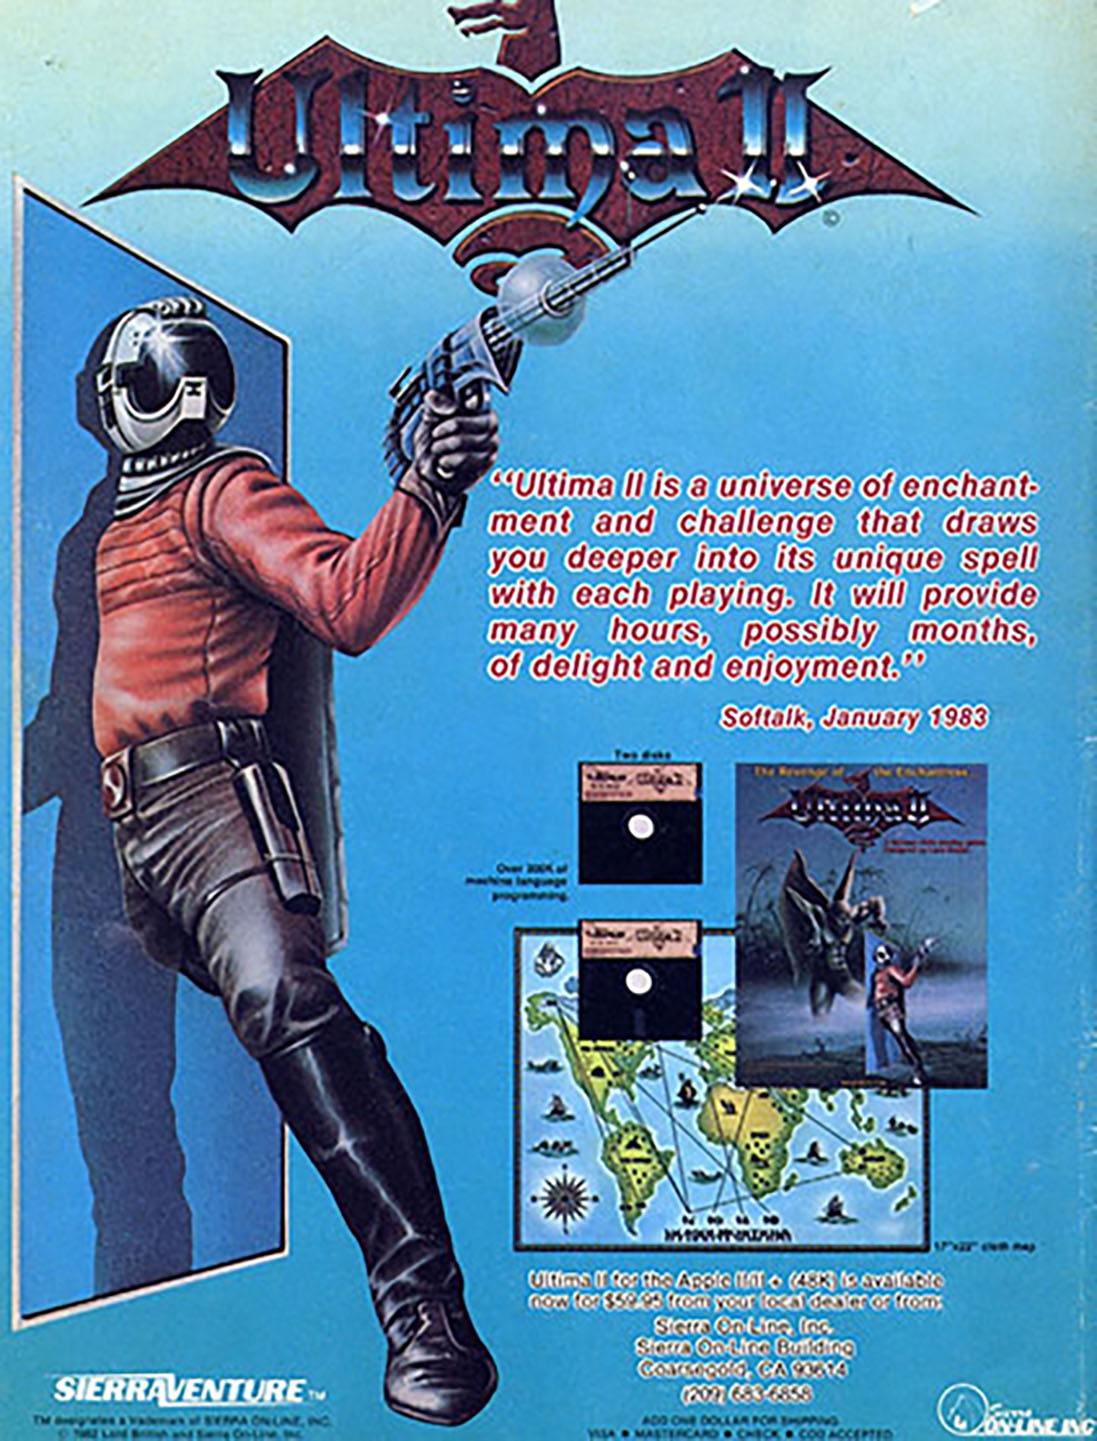 Ultima II
©
“Ultima II is a universe of enchant-
ment and challenge that draws
you deeper into its unique spell
with each playing. It will provide
many hours, possibly months,
of delight and enjoyment.”
Softalk, January 1983
Two disks
The Revenge of the Enchantress
Ultima II
Over 300K of
machine language
programming.
17"x22" cloth map
Ultima II for the Apple II/II + (48K) is available
now for $59.95 from your local dealer or from:
Sierra On-Line, Inc.
Sierra On-Line Building
Coarsegold, CA 93614
(209) 683-6858
ADD ONE DOLLAR FOR SHIPPING
VISA • MASTERCARD • CHECK • COD ACCEPTED
SIERRAVENTURE TM
TM designates a trademark of SIERRA ON-LINE, INC.
© 1982 Lord British and Sierra On-Line, Inc.
Sierra
ON-LINE INC